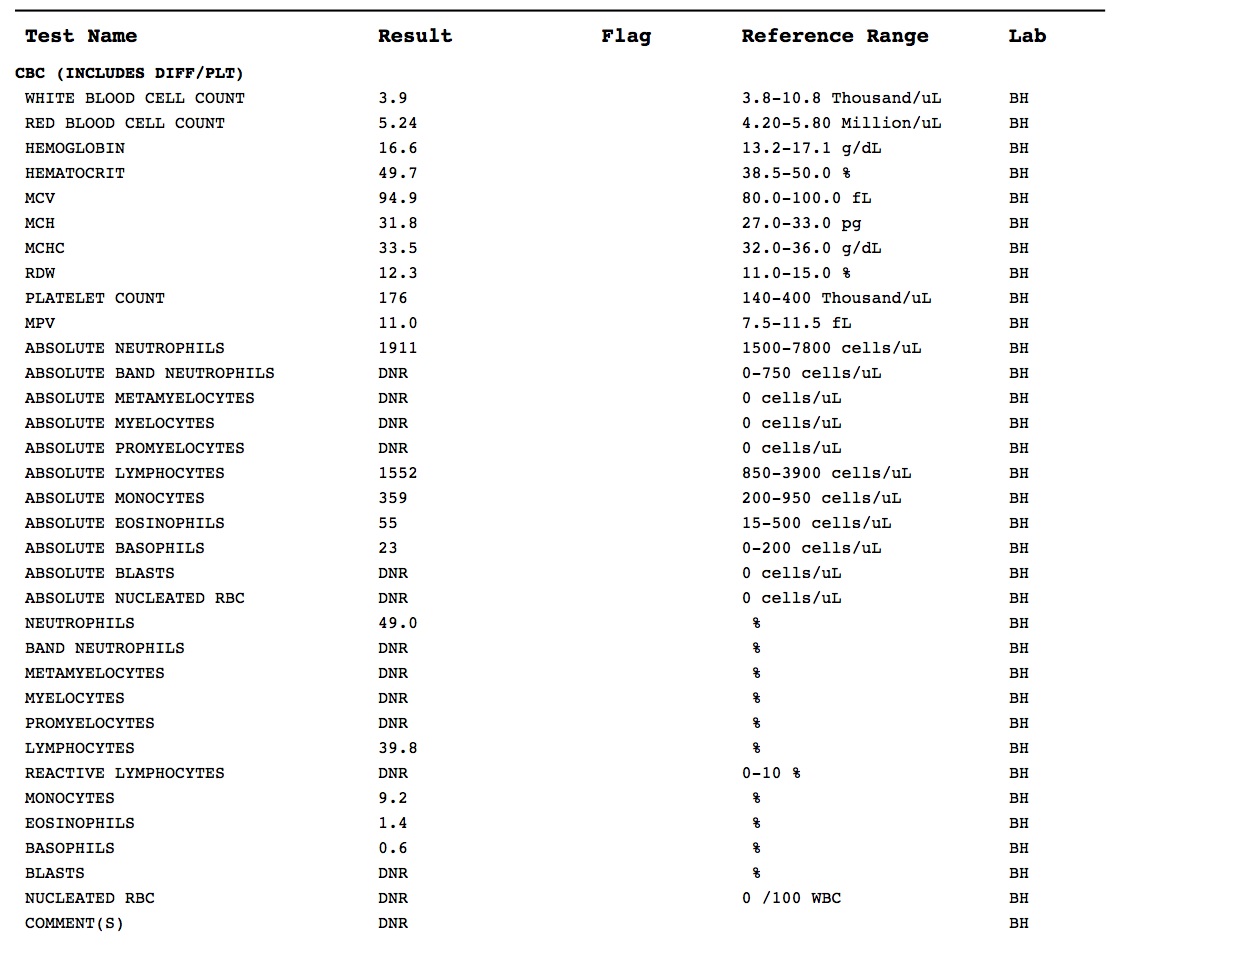 Test Name Result Flag Reference Range Lab
CBC (INCLUDES DIFF/PLT)
WHITE BLOOD CELL COUNT 3.9 3.8-10.8 Thousand/uL BH
RED BLOOD CELL COUNT 5.24 4.20-5.80 Million/uL BH
HEMOGLOBIN 16.6 13.2-17.1 g/dL BH
HEMATOCRIT 49.7 38.5-50.0 % BH
MCV 94.9 80.0-100.0 fL BH
MCH 31.8 27.0-33.0 pg BH
MCHC 33.5 32.0-36.0 g/dL BH
RDW 12.3 11.0-15.0 % BH
PLATELET COUNT 176 140-400 Thousand/uL BH
MPV 11.0 7.5-11.5 fL BH
ABSOLUTE NEUTROPHILS 1911 1500-7800 cells/uL BH
ABSOLUTE BAND NEUTROPHILS DNR 0-750 cells/uL BH
ABSOLUTE METAMYELOCYTES DNR 0 cells/uL BH
ABSOLUTE MYELOCYTES DNR 0 cells/uL BH
ABSOLUTE PROMYELOCYTES DNR 0 cells/uL BH
ABSOLUTE LYMPHOCYTES 1552 850-3900 cells/uL BH
ABSOLUTE MONOCYTES 359 200-950 cells/uL BH
ABSOLUTE EOSINOPHILS 55 15-500 cells/uL BH
ABSOLUTE BASOPHILS 23 0-200 cells/uL BH
ABSOLUTE BLASTS DNR 0 cells/uL BH
ABSOLUTE NUCLEATED RBC DNR 0 cells/uL BH
NEUTROPHILS 49.0 % BH
BAND NEUTROPHILS DNR % BH
METAMYELOCYTES DNR % BH
MYELOCYTES DNR % BH
PROMYELOCYTES DNR % BH
LYMPHOCYTES 39.8 % BH
REACTIVE LYMPHOCYTES DNR 0-10 % BH
MONOCYTES 9.2 % BH
EOSINOPHILS 1.4 % BH
BASOPHILS 0.6 % BH
BLASTS DNR % BH
NUCLEATED RBC DNR 0 /100 WBC BH
COMMENT(S) DNR BH